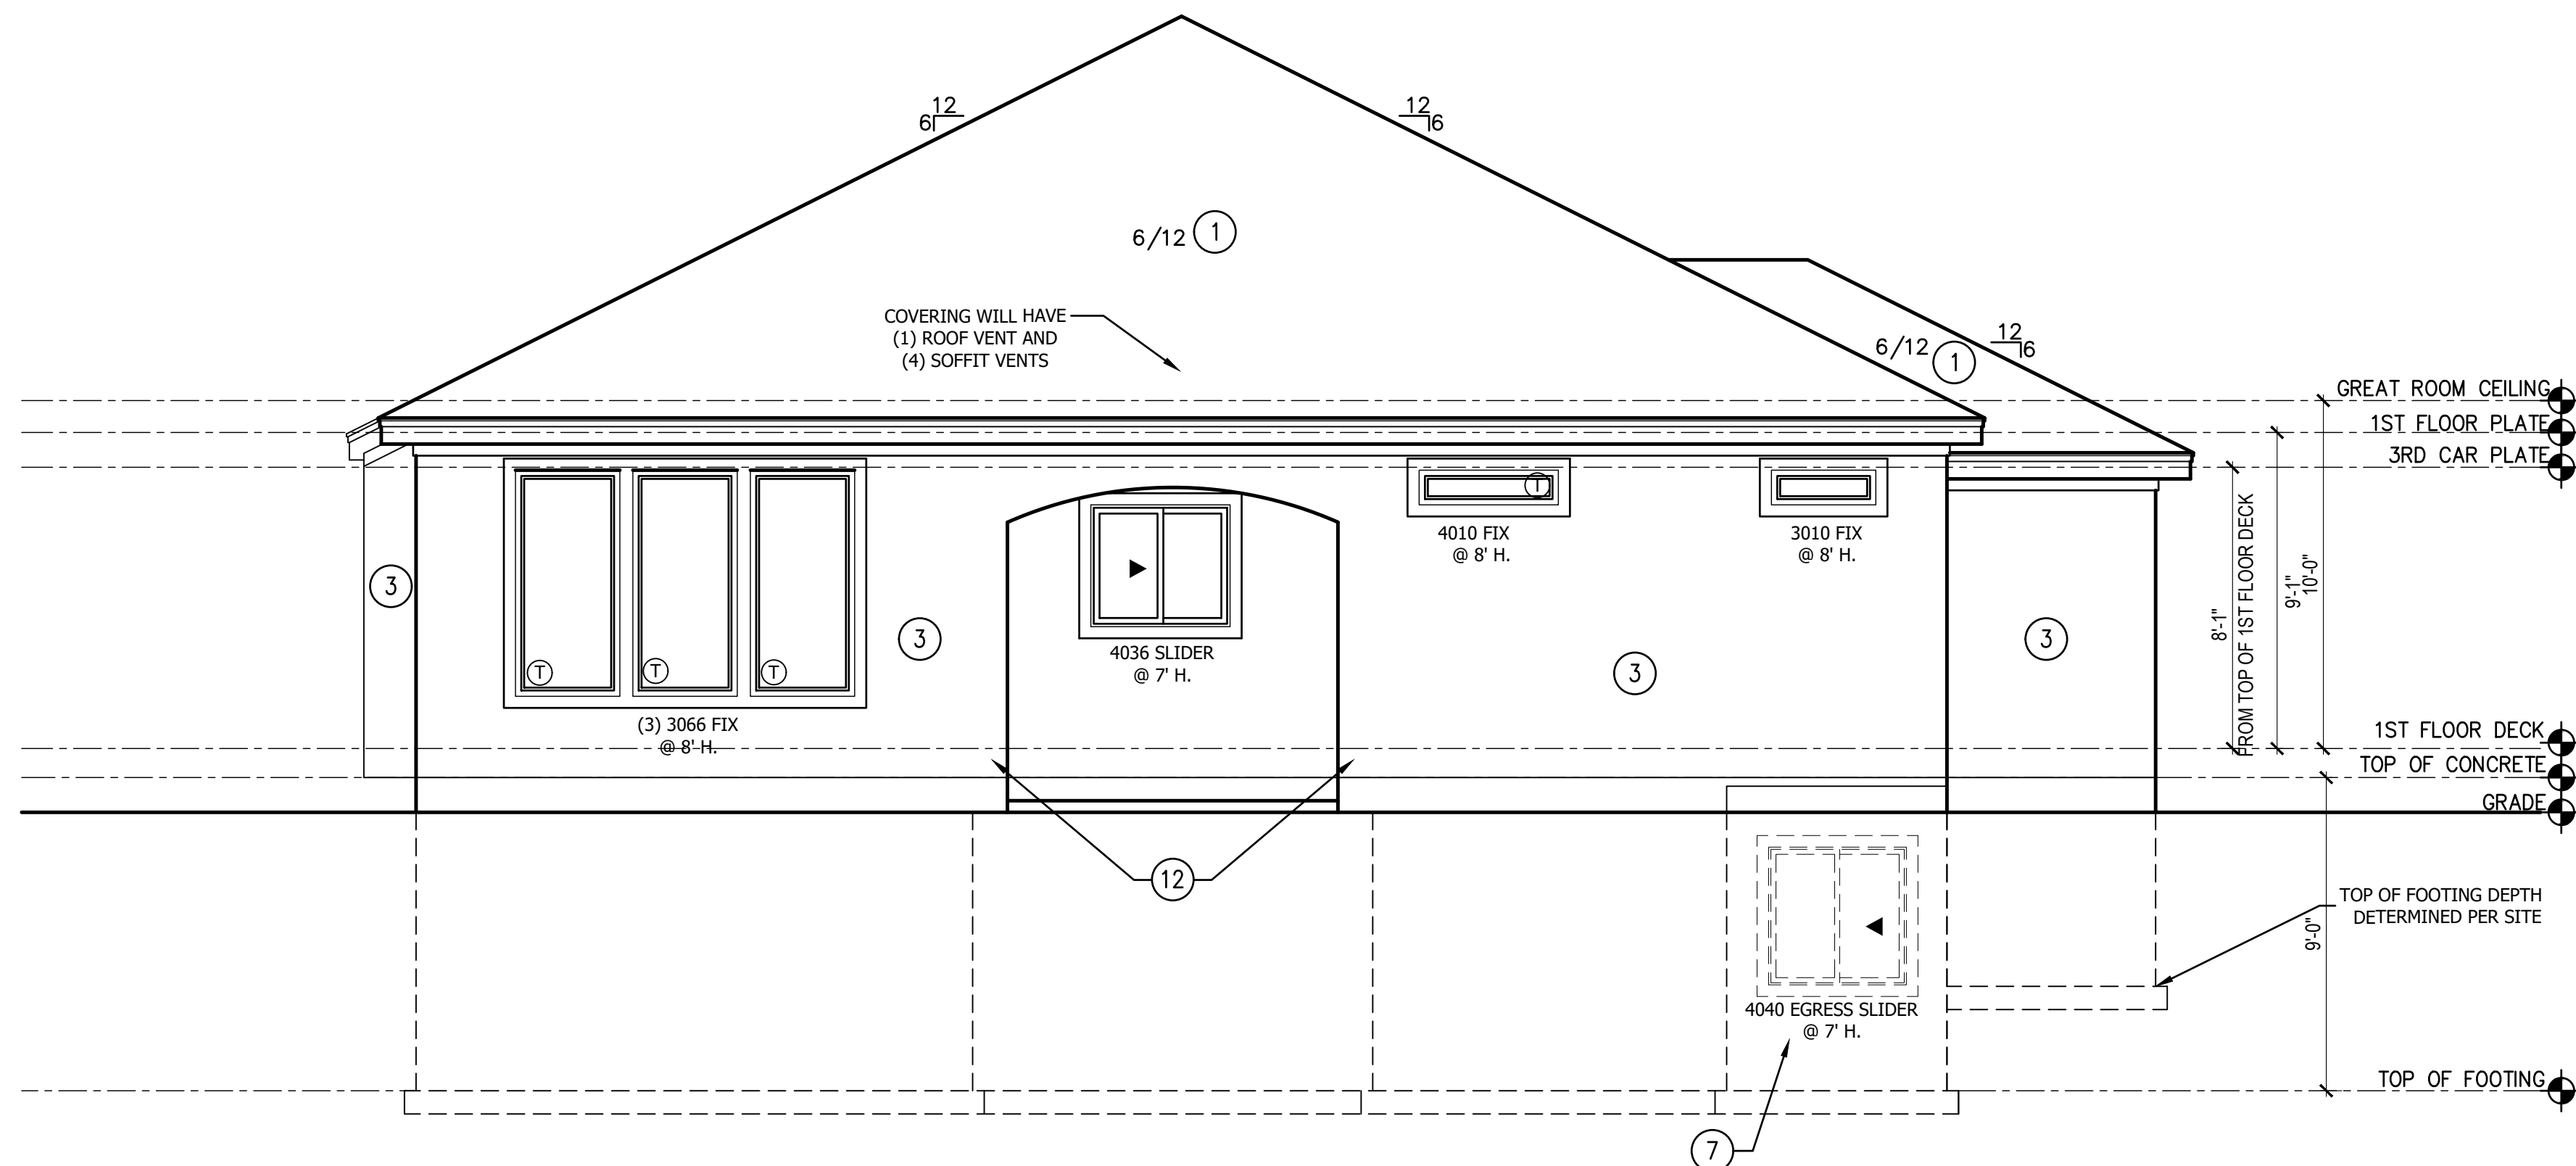 12
6
12
6
6/12 1
COVERING WILL HAVE
(1) ROOF VENT AND
(4) SOFFIT VENTS
12
6
6/12 1
GREAT ROOM CEILING
1ST FLOOR PLATE
3RD CAR PLATE
T
4010 FIX
@ 8' H.
3010 FIX
@ 8' H.
3
3
3
3
4036 SLIDER
@ 7' H.
T
T
T
(3) 3066 FIX
@ 8' H.
8'-1"
FROM TOP OF 1ST FLOOR DECK
9'-1"
10'-0"
1ST FLOOR DECK
TOP OF CONCRETE
GRADE
12
TOP OF FOOTING DEPTH
DETERMINED PER SITE
9'-0"
4040 EGRESS SLIDER
@ 7' H.
TOP OF FOOTING
7